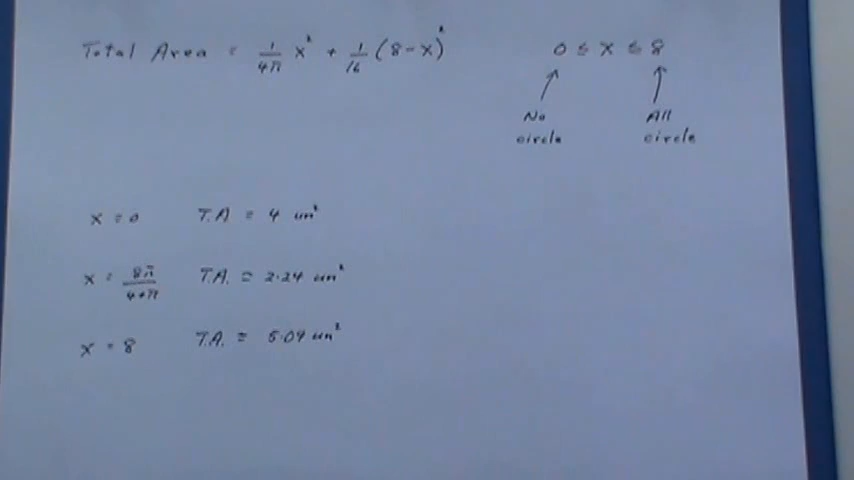 Total Area = 1/4π x² + 1/16 (8-x)²
0 ≤ x ≤ 8
No circle
All circle
x = 0 T.A = 4 un²
x = 8π/4+π T.A. ≏ 2.24 un²
x = 8 T.A. ≏ 5.09 un²